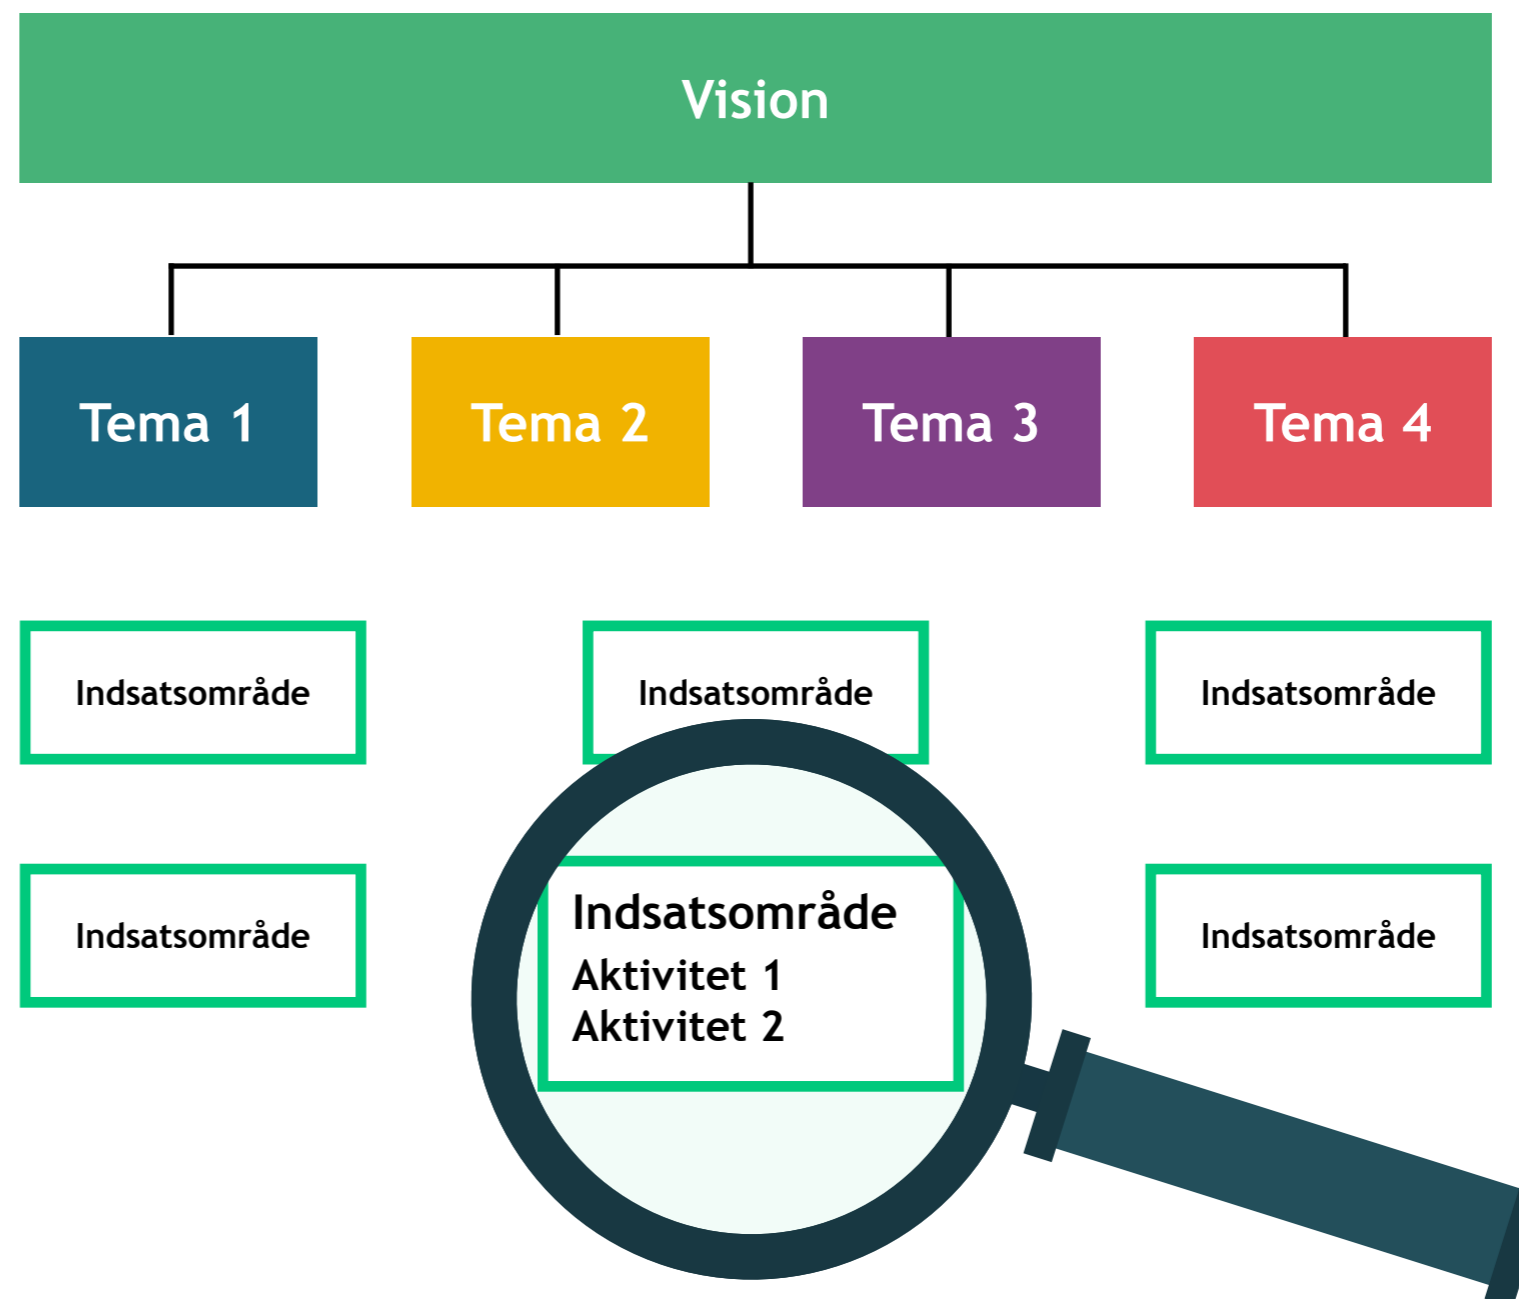 Vision
Tema 1
Tema 2
Tema 3
Tema 4
Indsatsområde
Indsatsområde
Indsatsområde
Indsatsområde
Indsatsområde
Aktivitet 1
Aktivitet 2
Indsatsområde